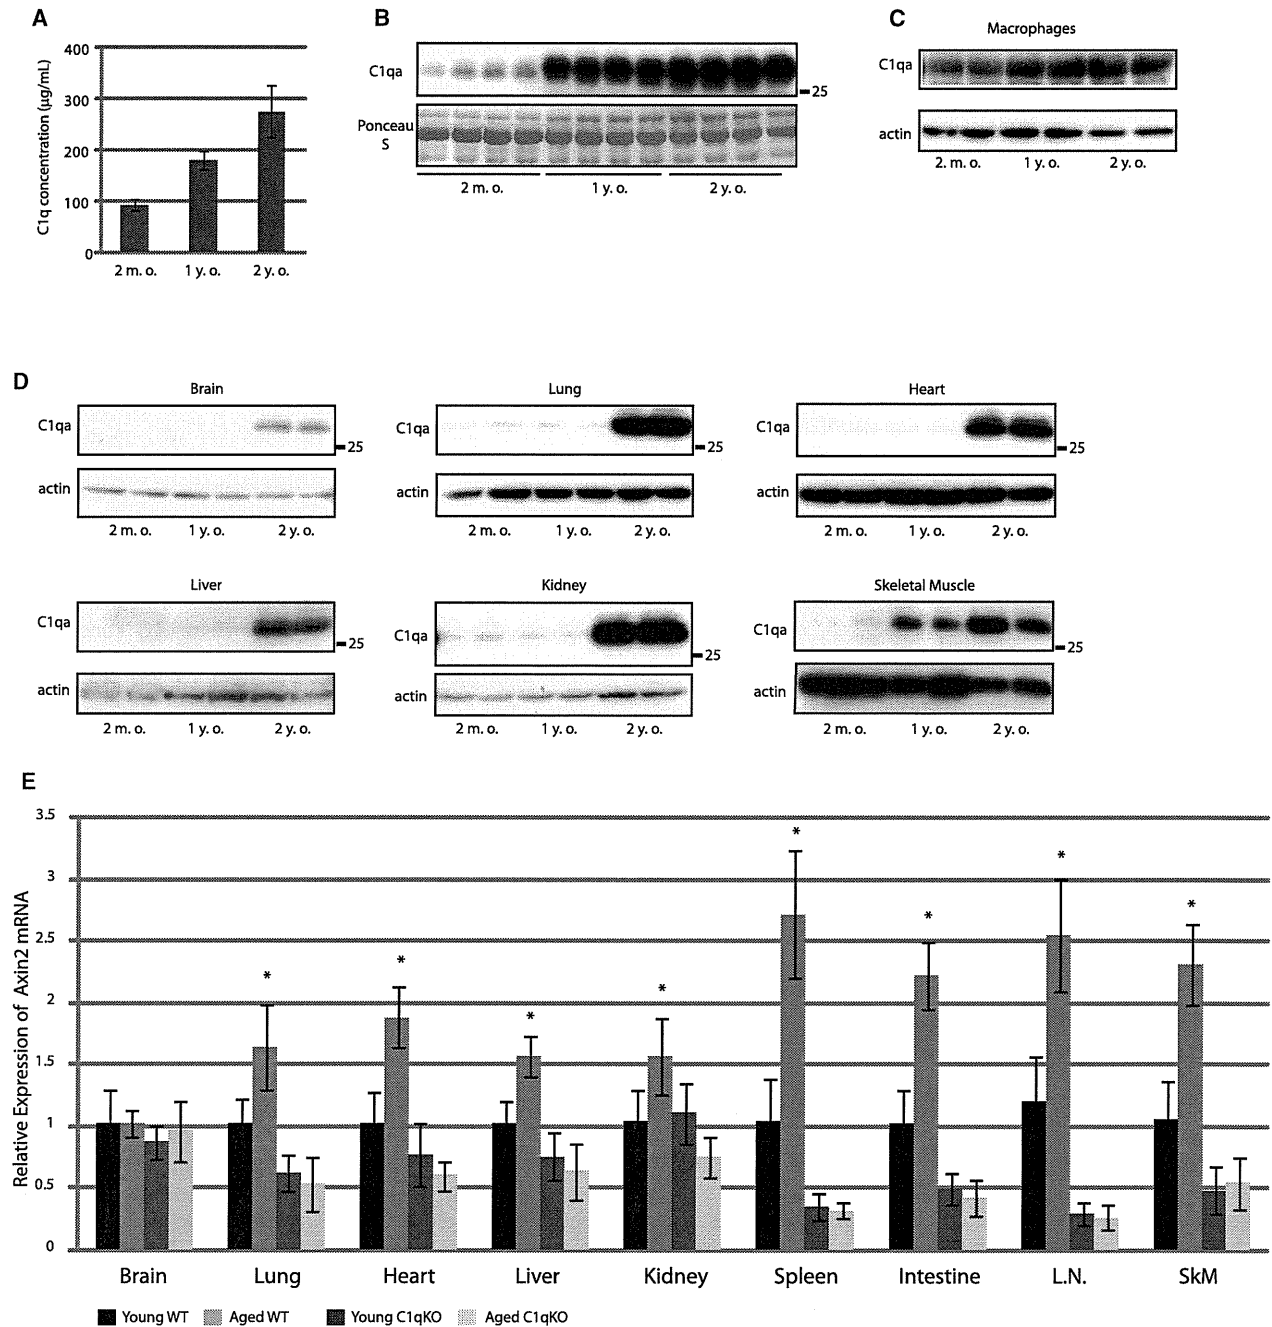 A
C1q concentration (µg/mL)
400
300
200
100
0
2 m. o.
1 y. o.
2 y. o.
B
C1qa
25
Ponceau
S
2 m. o.
1 y. o.
2 y. o.
C
Macrophages
C1qa
actin
2. m. o.
1 y. o.
2 y. o.
D
Brain
C1qa
25
actin
2 m. o.
1 y. o.
2 y. o.
Lung
C1qa
25
actin
2 m. o.
1 y. o.
2 y. o.
Heart
C1qa
25
actin
2 m. o.
1 y. o.
2 y. o.
Liver
C1qa
25
actin
2 m. o.
1 y. o.
2 y. o.
Kidney
C1qa
25
actin
2 m. o.
1 y. o.
2 y. o.
Skeletal Muscle
C1qa
25
actin
2 m. o.
1 y. o.
2 y. o.
E
Relative Expression of Axin2 mRNA
3.5
3
2.5
2
1.5
1
0.5
0
*
*
*
*
*
*
*
*
Brain
Lung
Heart
Liver
Kidney
Spleen
Intestine
L.N.
SkM
Young WT
Aged WT
Young C1qKO
Aged C1qKO